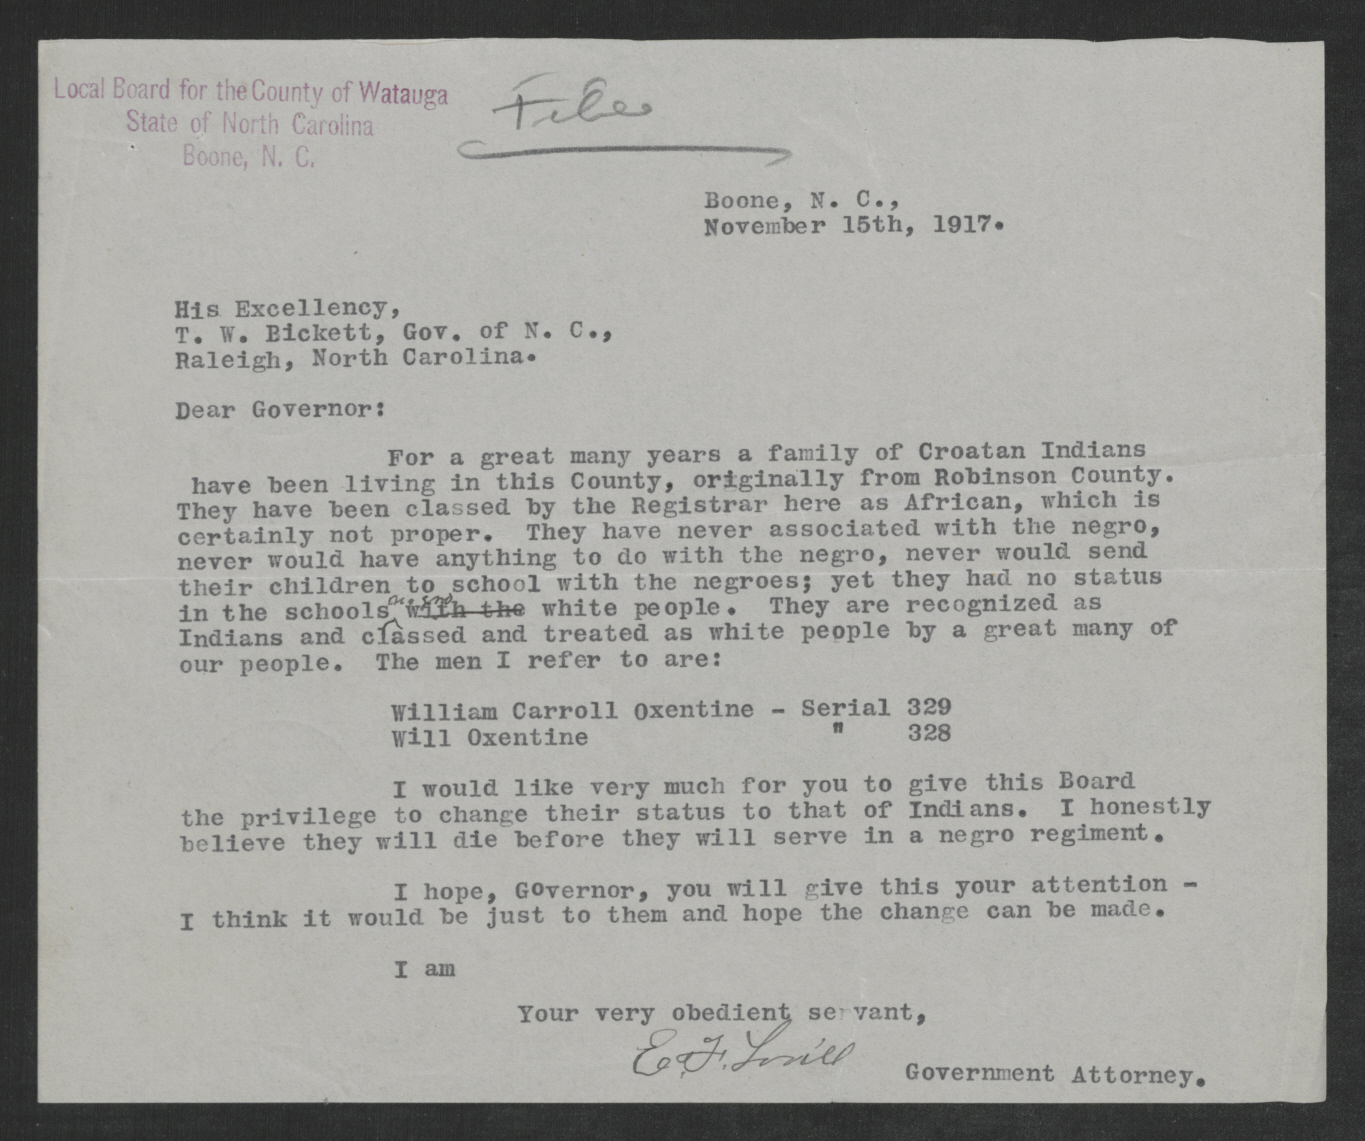 Local Board for the County of Watauga
State of North Carolina
Boone, N. C.
File
Boone, N. C.,
November 15th, 1917.
His Excellency,
T. W. Bickett, Gov. of N. C.,
Raleigh, North Carolina.
Dear Governor:
For a great many years a family of Croatan Indians
have been living in this County, originally from Robinson County.
They have been classed by the Registrar here as African, which is
certainly not proper. They have never associated with the negro,
never would have anything to do with the negro, never would send
their children to school with the negroes; yet they had no status
in the schools with the white people. They are recognized as
Indians and classed and treated as white people by a great many of
our people. The men I refer to are:
William Carroll Oxentine - Serial 329
Will Oxentine " 328
I would like very much for you to give this Board
the privilege to change their status to that of Indians. I honestly
believe they will die before they will serve in a negro regiment.
I hope, Governor, you will give this your attention -
I think it would be just to them and hope the change can be made.
I am
Your very obedient servant,
E. F. Lovill
Government Attorney.